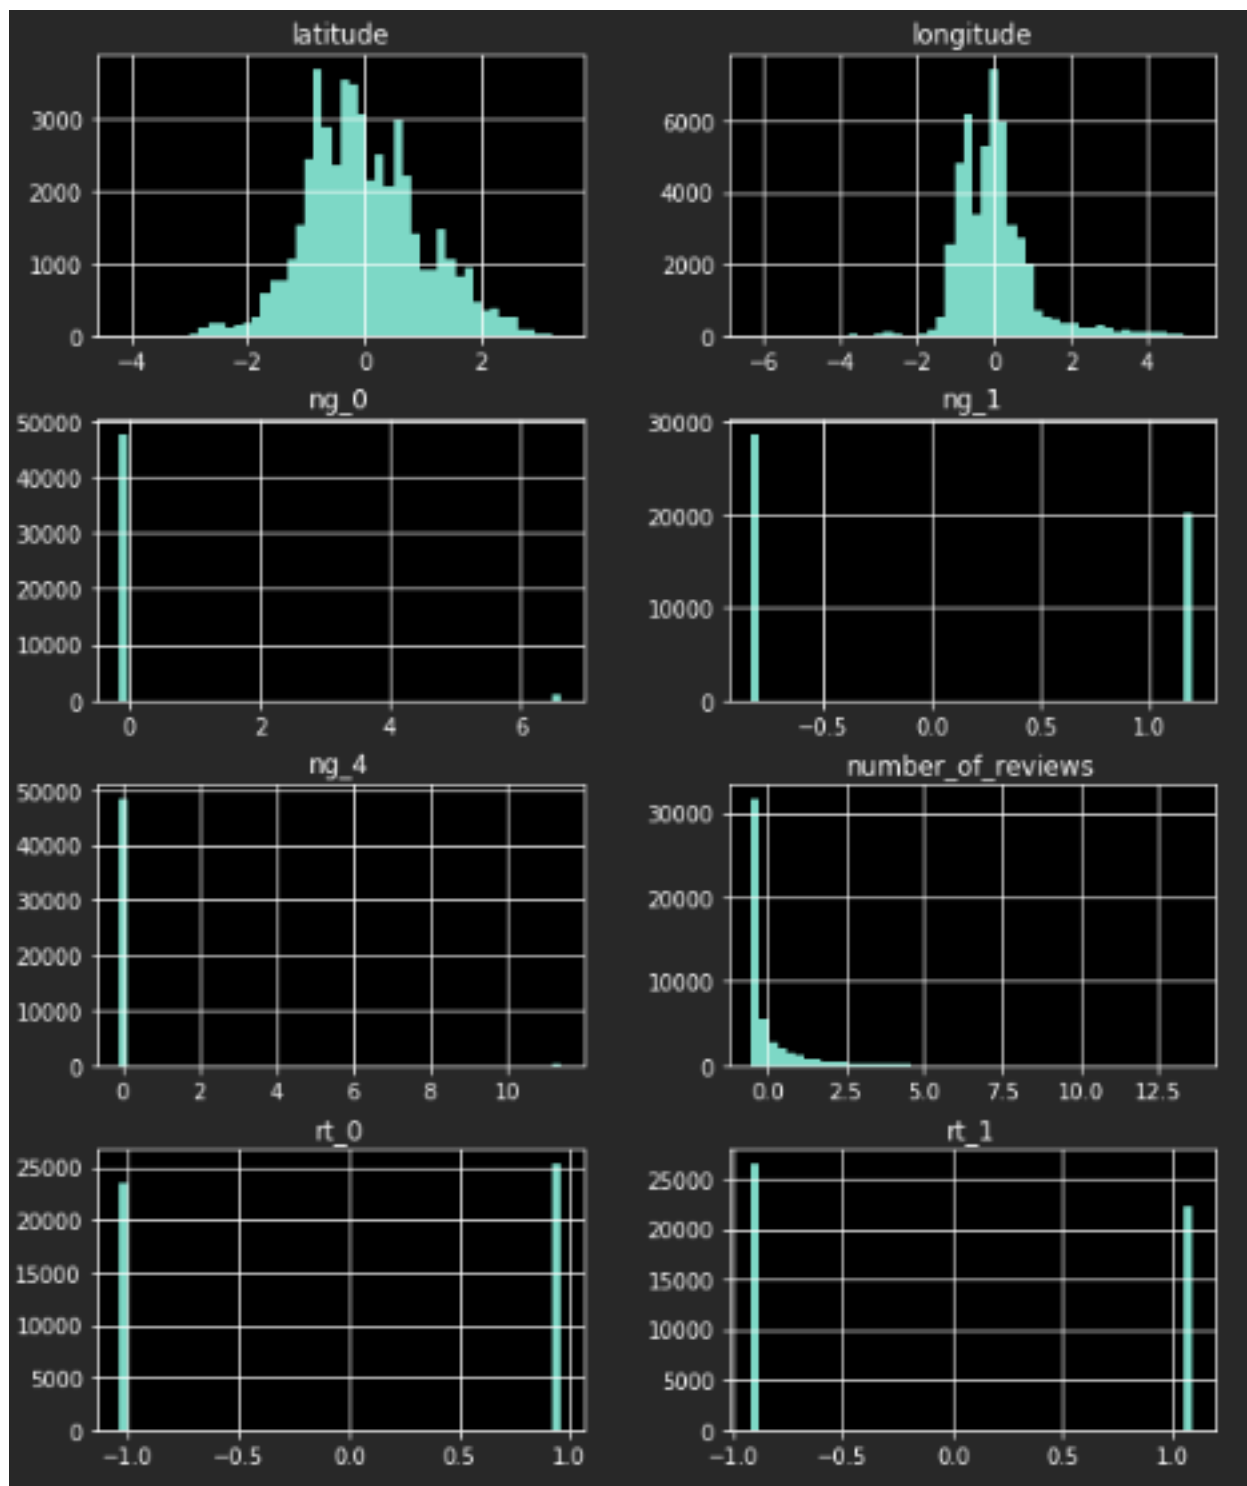 latitude longitude
3000 6000
2000 4000
1000 2000
0 0
−4 −2 0 2 −6 −4 −2 0 2 4
ng_0 ng_1
50000 30000
40000
30000 20000
20000 10000
10000
0 0
0 2 4 6 −0.5 0.0 0.5 1.0
ng_4 number_of_reviews
50000 30000
40000
30000 20000
20000 10000
10000
0 0
0 2 4 6 8 10 0.0 2.5 5.0 7.5 10.0 12.5
rt_0 rt_1
25000 25000
20000 20000
15000 15000
10000 10000
5000 5000
0 0
−1.0 −0.5 0.0 0.5 1.0 −1.0 −0.5 0.0 0.5 1.0